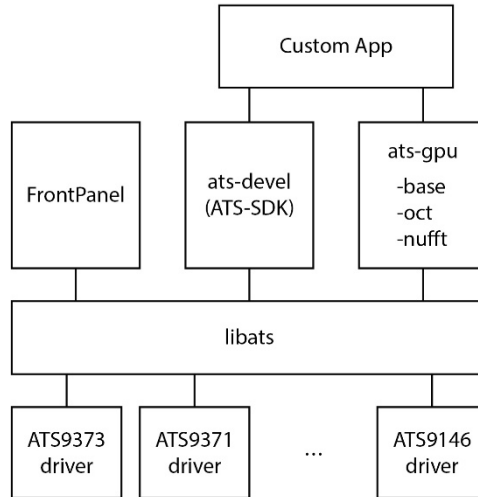 Custom App
FrontPanel
ats-devel
(ATS-SDK)
ats-gpu
-base
-oct
-nufft
libats
ATS9373
driver
ATS9371
driver
...
ATS9146
driver